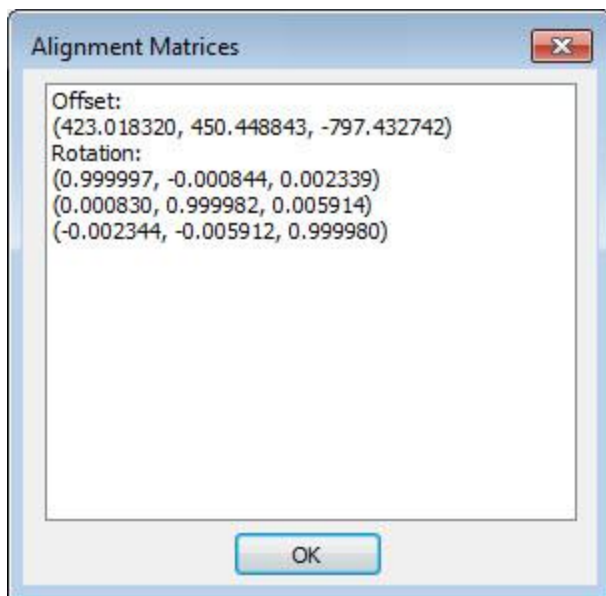 Alignment Matrices
Offset:
(423.018320, 450.448843, -797.432742)
Rotation:
(0.999997, -0.000844, 0.002339)
(0.000830, 0.999982, 0.005914)
(-0.002344, -0.005912, 0.999980)
OK